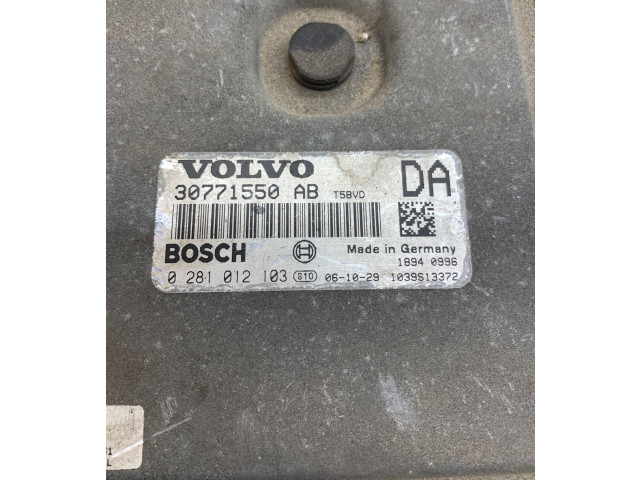 VOLVO
DA
30771550 AB T5BVD
BOSCH
Made in Germany
1894 0996
0 281 012 103 S10 06-10-29 1039S13372